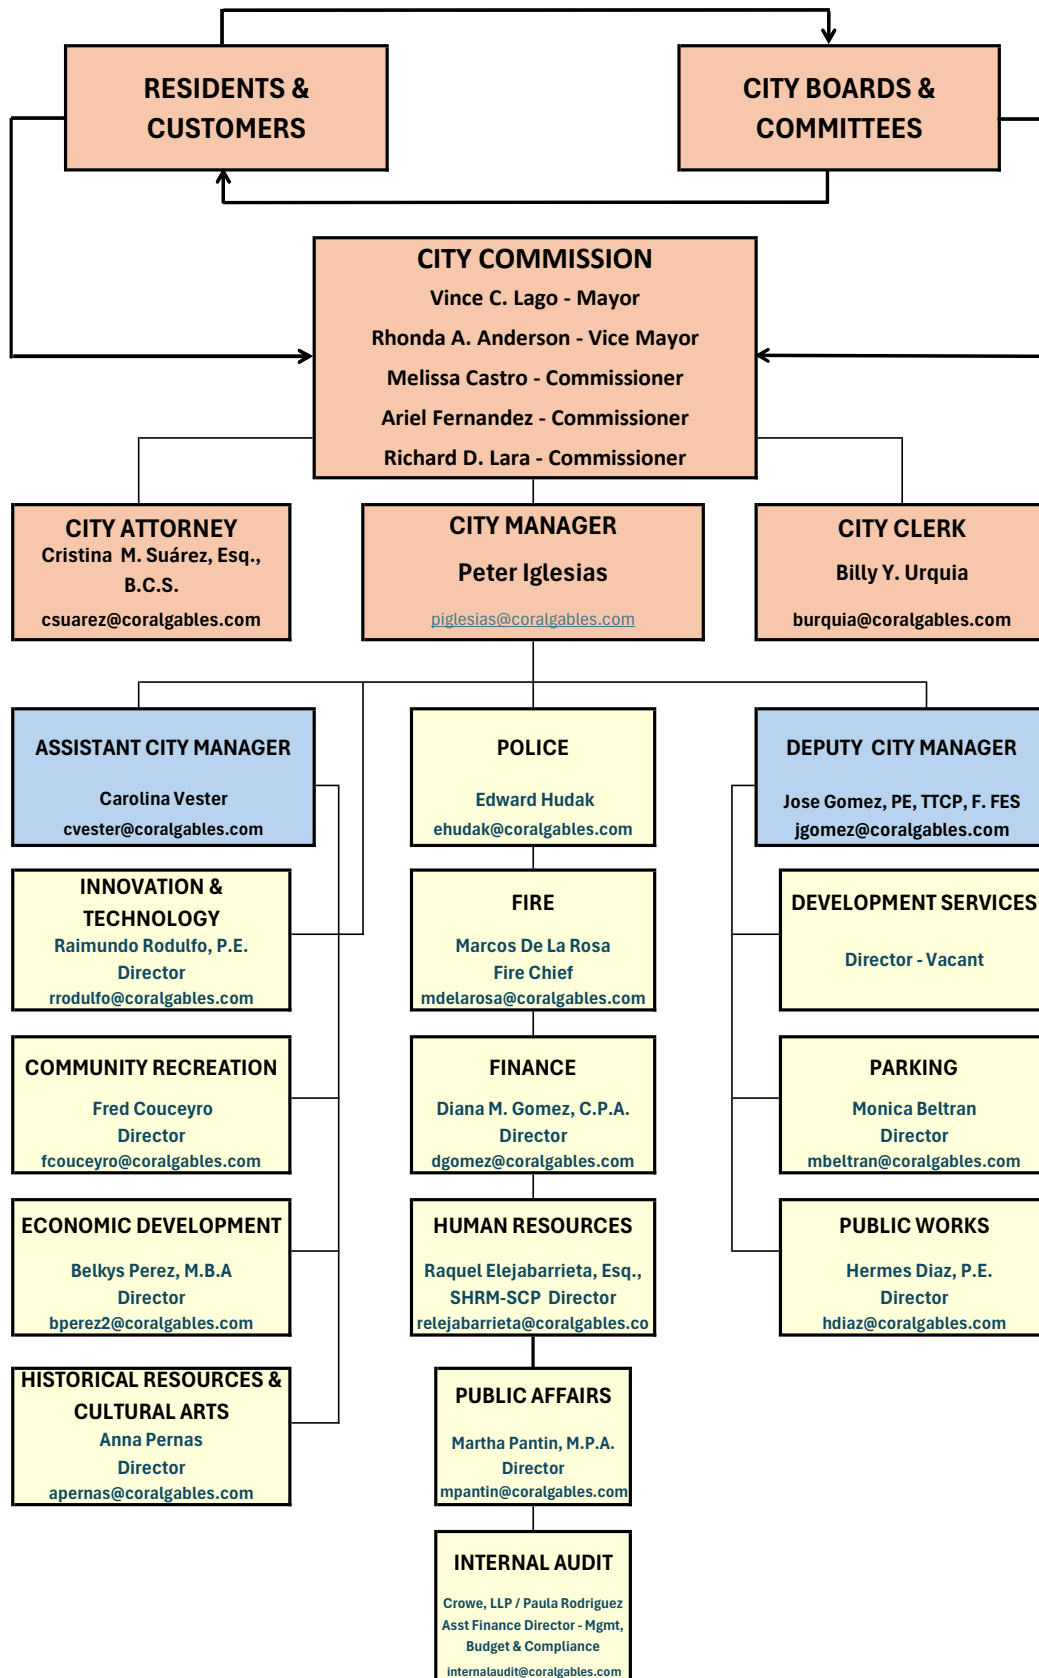 RESIDENTS &
CUSTOMERS
CITY BOARDS &
COMMITTEES
CITY COMMISSION
Vince C. Lago - Mayor
Rhonda A. Anderson - Vice Mayor
Melissa Castro - Commissioner
Ariel Fernandez - Commissioner
Richard D. Lara - Commissioner
CITY ATTORNEY
Cristina M. Suárez, Esq.,
B.C.S.
csuarez@coralgables.com
CITY MANAGER
Peter Iglesias
piglesias@coralgables.com
CITY CLERK
Billy Y. Urquia
burquia@coralgables.com
ASSISTANT CITY MANAGER
Carolina Vester
cvester@coralgables.com
POLICE
Edward Hudak
ehudak@coralgables.com
DEPUTY CITY MANAGER
Jose Gomez, PE, TTCP, F. FES
jgomez@coralgables.com
INNOVATION &
TECHNOLOGY
Raimundo Rodulfo, P.E.
Director
rrodulfo@coralgables.com
FIRE
Marcos De La Rosa
Fire Chief
mdelarosa@coralgables.com
DEVELOPMENT SERVICES
Director - Vacant
COMMUNITY RECREATION
Fred Couceyro
Director
fcouceyro@coralgables.com
FINANCE
Diana M. Gomez, C.P.A.
Director
dgomez@coralgables.com
PARKING
Monica Beltran
Director
mbeltran@coralgables.com
ECONOMIC DEVELOPMENT
Belkys Perez, M.B.A
Director
bperez2@coralgables.com
HUMAN RESOURCES
Raquel Elejabarrieta, Esq.,
SHRM-SCP Director
relejabarrieta@coralgables.co
PUBLIC WORKS
Hermes Diaz, P.E.
Director
hdiaz@coralgables.com
HISTORICAL RESOURCES &
CULTURAL ARTS
Anna Pernas
Director
apernas@coralgables.com
PUBLIC AFFAIRS
Martha Pantin, M.P.A.
Director
mpantin@coralgables.com
INTERNAL AUDIT
Crowe, LLP / Paula Rodriguez
Asst Finance Director - Mgmt,
Budget & Compliance
internalaudit@coralgables.com